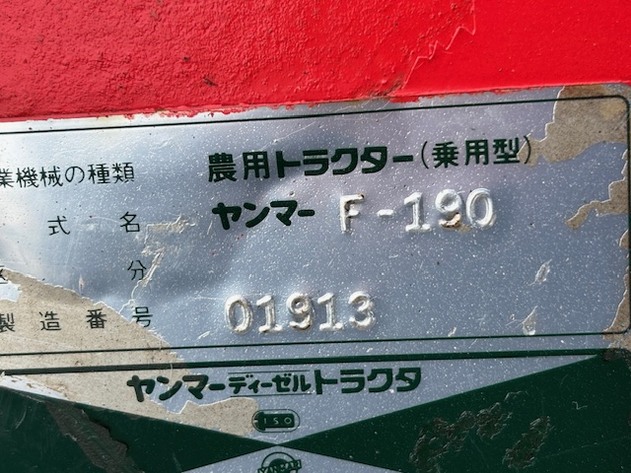 業機械の種類 農用トラクター(乗用型)
式名 ヤンマー F-190
分
製造番号 01913
ヤンマーディーゼルトラクタ
150